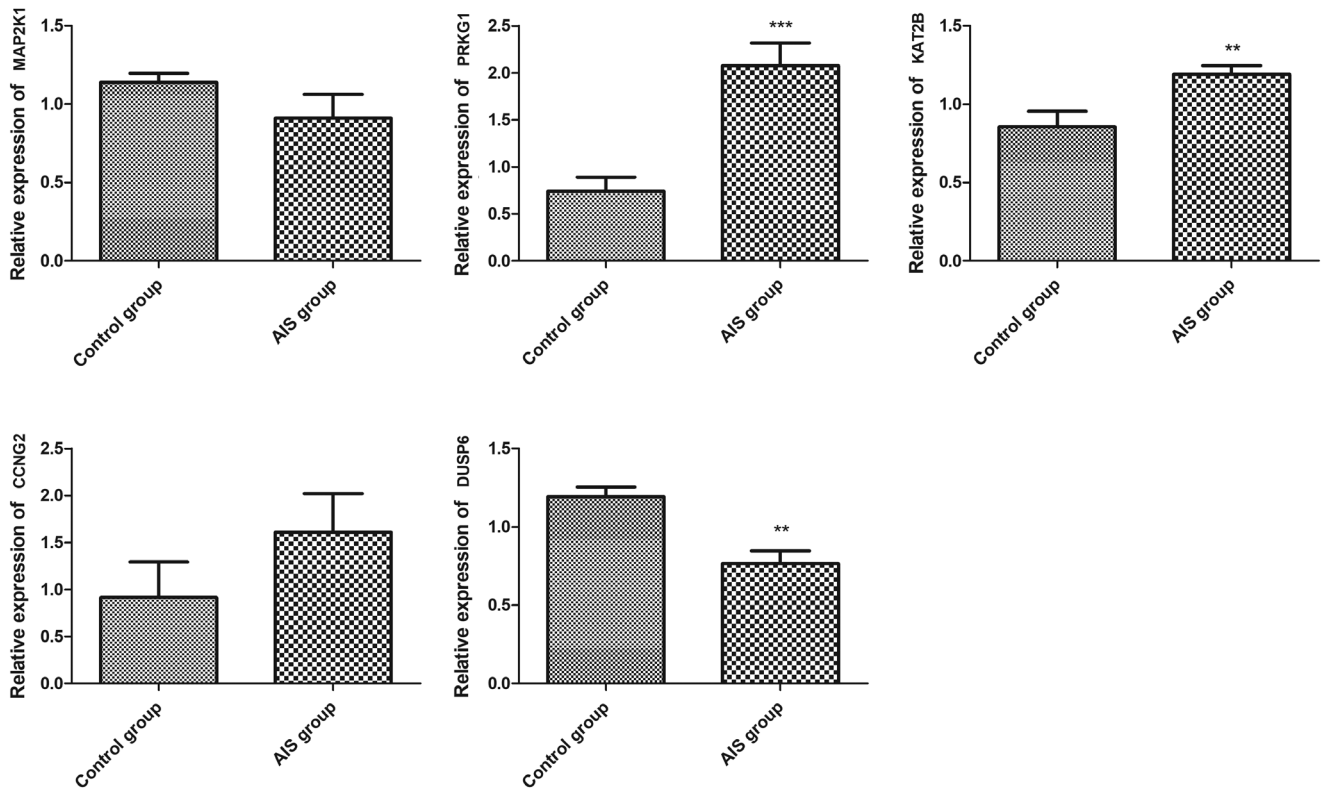 Relative expression of MAP2K1
1.5
1.0
0.5
0.0
Control group
AIS group
Relative expression of PRKG1
2.5
2.0
1.5
1.0
0.5
0.0
***
Control group
AIS group
Relative expression of KAT2B
1.5
1.0
0.5
0.0
**
Control group
AIS group
Relative expression of CCNG2
2.5
2.0
1.5
1.0
0.5
0.0
Control group
AIS group
Relative expression of DUSP6
1.5
1.0
0.5
0.0
**
Control group
AIS group